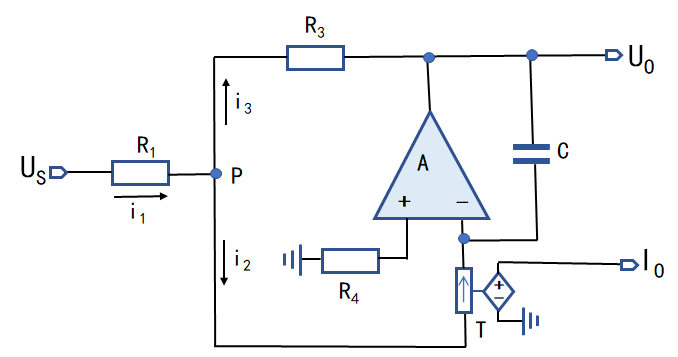 R3
U0
i3
R1
A
C
US
P
+ −
i1
i2
I0
R4
+
−
T